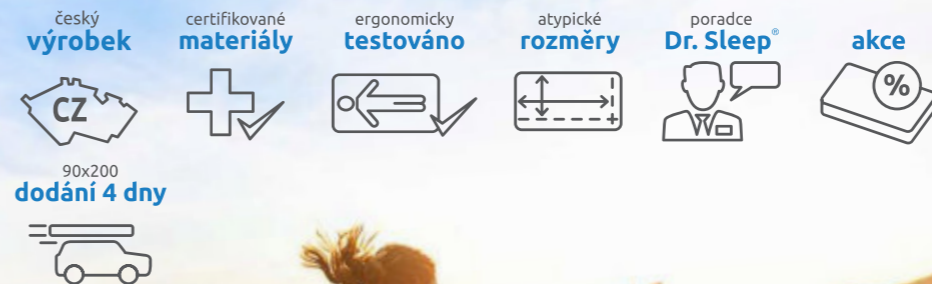 český
výrobek
certifikované
materiály
ergonomicky
testováno
atypické
rozměry
poradce
Dr. Sleep®
akce
CZ
%
90x200
dodání 4 dny